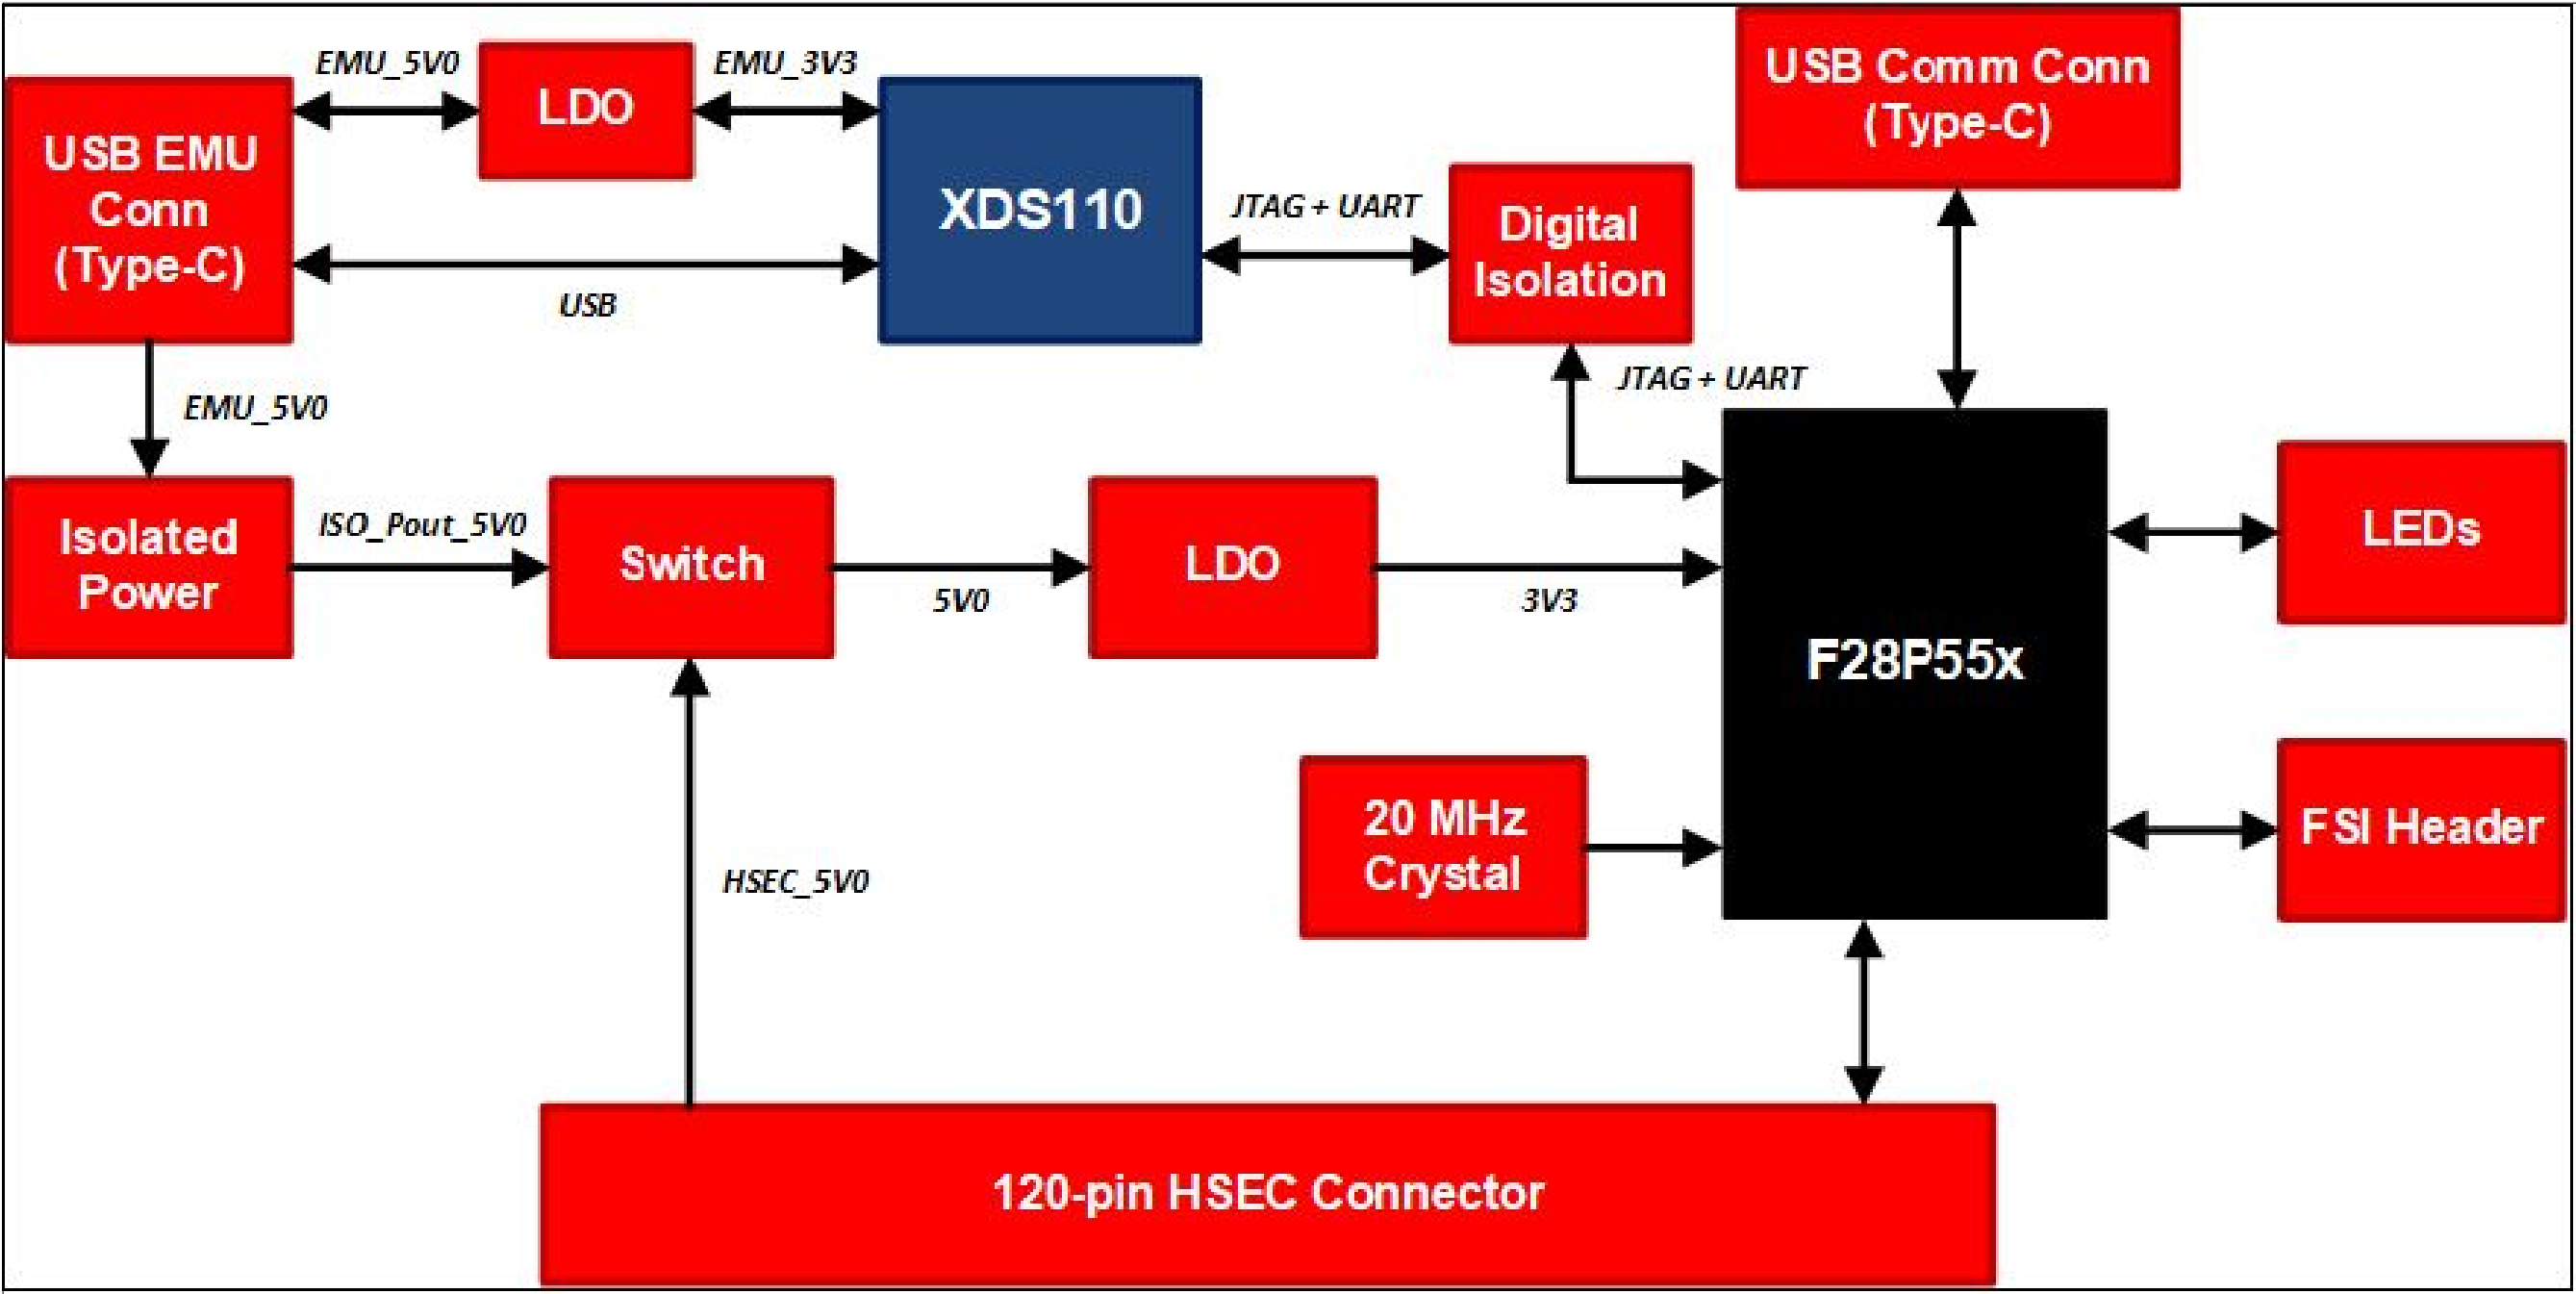 EMU_5V0
LDO
EMU_3V3
USB EMU
Conn
(Type-C)
XDS110
USB
JTAG + UART
Digital
Isolation
USB Comm Conn
(Type-C)
JTAG + UART
EMU_5V0
Isolated
Power
ISO_Pout_5V0
Switch
5V0
LDO
3V3
F28P55x
LEDs
20 MHz
Crystal
FSI Header
HSEC_5V0
120-pin HSEC Connector